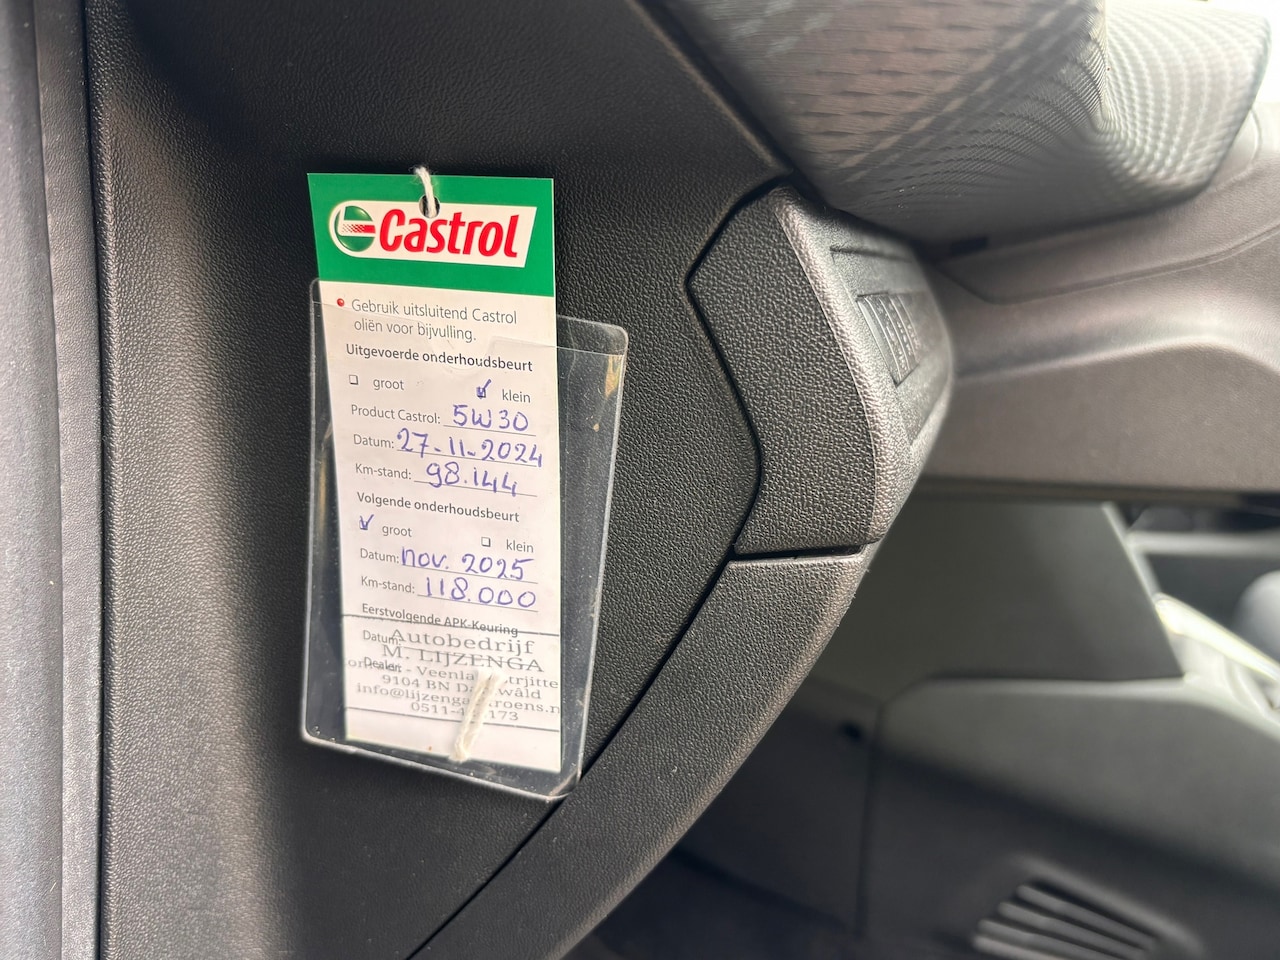 Castrol
Gebruik uitsluitend Castrol
oliën voor bijvulling.
Uitgevoerde onderhoudsbeurt
groot klein
Product Castrol: 5W30
Datum: 27-11-2024
Km-stand: 98.144
Volgende onderhoudsbeurt
groot klein
Datum: nov. 2025
Km-stand: 118.000
Eerstvolgende APK-Keuring
Datum
Autobedrijf
M. LIJZENGA
Dealer:
9104 BN
0511-